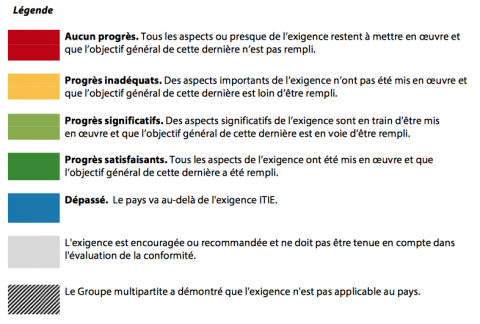 Légende
Aucun progrès. Tous les aspects ou presque de l'exigence restent à mettre en œuvre et
que l'objectif général de cette dernière n'est pas rempli.
Progrès inadéquats. Des aspects importants de l'exigence n'ont pas été mis en œuvre et
que l'objectif général de cette dernière est loin d'être rempli.
Progrès significatifs. Des aspects significatifs de l'exigence sont en train d'être mis
en œuvre et que l'objectif général de cette dernière est en voie d'être rempli.
Progrès satisfaisants. Tous les aspects de l'exigence ont été mis en œuvre et que
l'objectif général de cette dernière a été rempli.
Dépassé. Le pays va au-delà de l'exigence ITIE.
L'exigence est encouragée ou recommandée et ne doit pas être tenue en compte dans
l'évaluation de la conformité.
Le Groupe multipartite a démontré que l'exigence n'est pas applicable au pays.